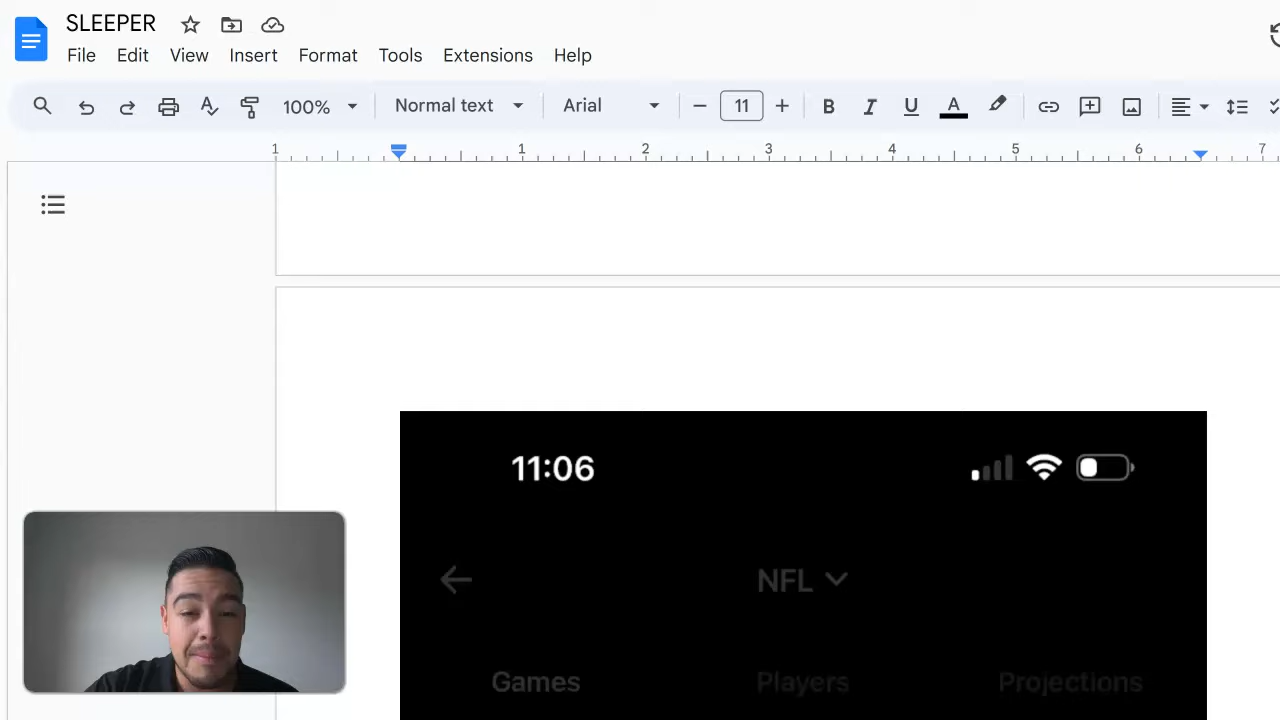 SLEEPER
File Edit View Insert Format Tools Extensions Help
100% Normal text Arial 11 B I U A
1 1 2 3 4 5 6 7
11:06
NFL
Games Players Projections